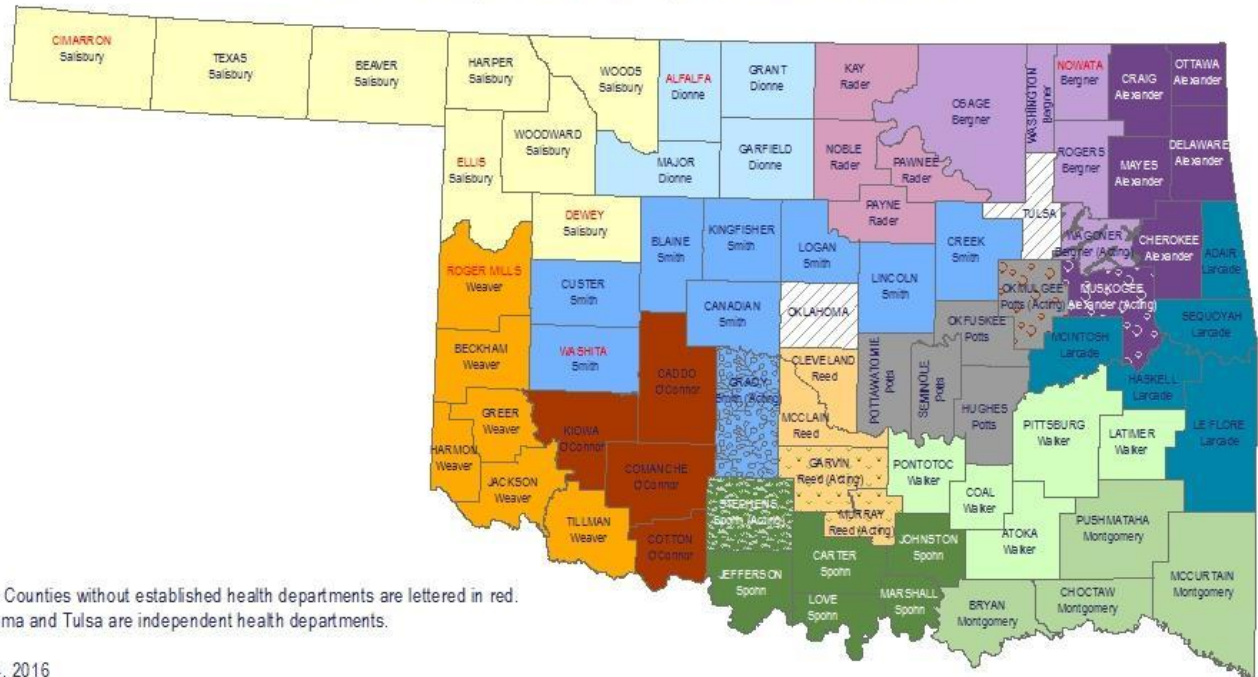 CIMARRON
Salisbury
TEXAS
Salisbury
BEAVER
Salisbury
HARPER
Salisbury
WOODS
Salisbury
ALFALFA
Dionne
GRANT
Dionne
KAY
Rader
OSAGE
Bergner
WASHINGTON
Bergner
NOWATA
Bergner
CRAIG
Alexander
OTTAWA
Alexander
ELLIS
Salisbury
WOODWARD
Salisbury
MAJOR
Dionne
GARFIELD
Dionne
NOBLE
Rader
PAWNEE
Rader
ROGERS
Bergner
MAYES
Alexander
DELAWARE
Alexander
DEWEY
Salisbury
BLAINE
Smith
KINGFISHER
Smith
LOGAN
Smith
PAYNE
Rader
CREEK
Smith
TULSA
WAGONER
Bergner (Acting)
CHEROKEE
Alexander
ADAIR
Larcade
ROGER MILLS
Weaver
CUSTER
Smith
CANADIAN
Smith
OKLAHOMA
LINCOLN
Smith
OKMULGEE
Potts (Acting)
MUSKOGEE
Alexander (Acting)
SEQUOYAH
Larcade
BECKHAM
Weaver
WASHITA
Smith
CADDO
O'Connor
GRADY
Smith (Acting)
CLEVELAND
Reed
POTTAWATOMIE
Potts
SEMINOLE
Potts
OKFUSKEE
Potts
MCINTOSH
Larcade
HASKELL
Larcade
GREER
Weaver
KIOWA
O'Connor
MCCLAIN
Reed
HUGHES
Potts
PITTSBURG
Walker
LATIMER
Walker
LE FLORE
Larcade
HARMON
Weaver
JACKSON
Weaver
COMANCHE
O'Connor
GARVIN
Reed (Acting)
PONTOTOC
Walker
COAL
Walker
TILLMAN
Weaver
COTTON
O'Connor
STEPHENS
Spohn (Acting)
MURRAY
Reed (Acting)
JOHNSTON
Spohn
ATOKA
Walker
PUSHMATAHA
Montgomery
MCCURTAIN
Montgomery
JEFFERSON
Spohn
CARTER
Spohn
LOVE
Spohn
MARSHALL
Spohn
BRYAN
Montgomery
CHOCTAW
Montgomery
Counties without established health departments are lettered in red.
ma and Tulsa are independent health departments.
, 2016